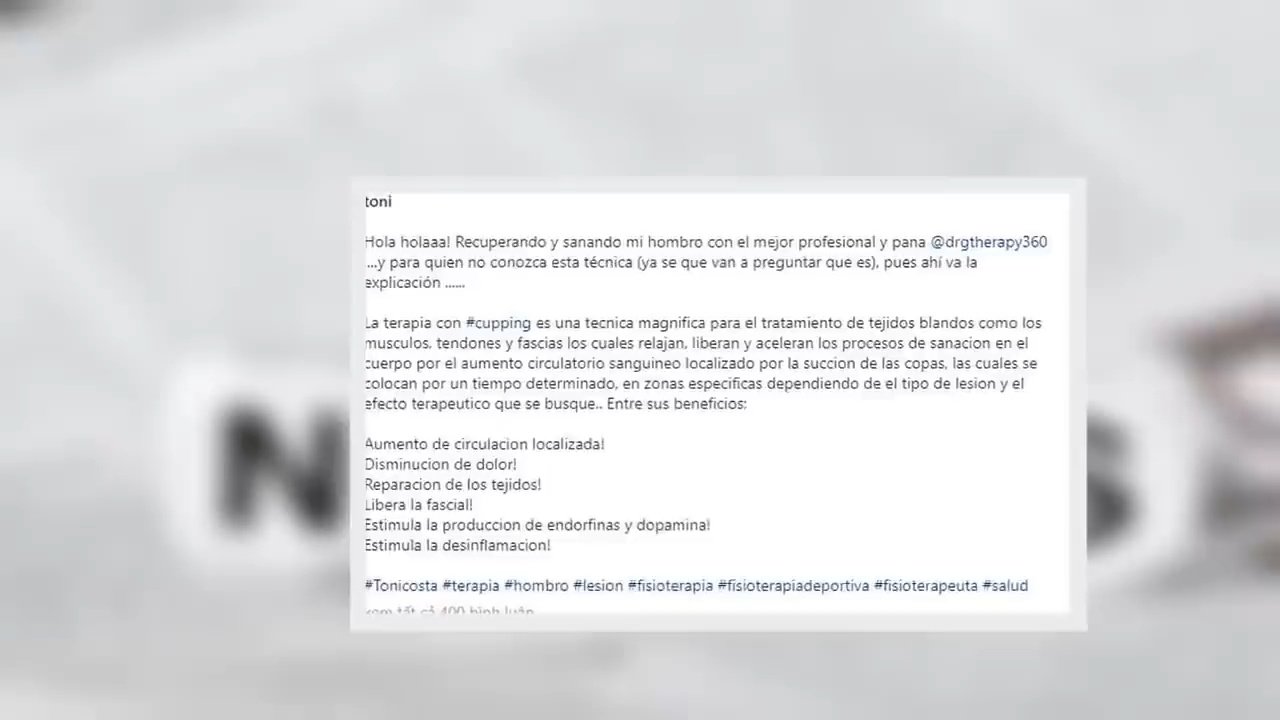 toni
Hola holaaa! Recuperando y sanando mi hombro con el mejor profesional y pana @drgtherapy360
....y para quien no conozca esta técnica (ya se que van a preguntar que es), pues ahí va la
explicación ......
La terapia con #cupping es una tecnica magnifica para el tratamiento de tejidos blandos como los
musculos, tendones y fascias los cuales relajan, liberan y aceleran los procesos de sanacion en el
cuerpo por el aumento circulatorio sanguineo localizado por la succion de las copas, las cuales se
colocan por un tiempo determinado, en zonas especificas dependiendo de el tipo de lesion y el
efecto terapeutico que se busque.. Entre sus beneficios:
Aumento de circulacion localizada!
Disminucion de dolor!
Reparacion de los tejidos!
Libera la fascial!
Estimula la produccion de endorfinas y dopamina!
Estimula la desinflamacion!
#Tonicosta #terapia #hombro #lesion #fisioterapia #fisioterapiadeportiva #fisioterapeuta #salud
xem tất cả 400 bình luận